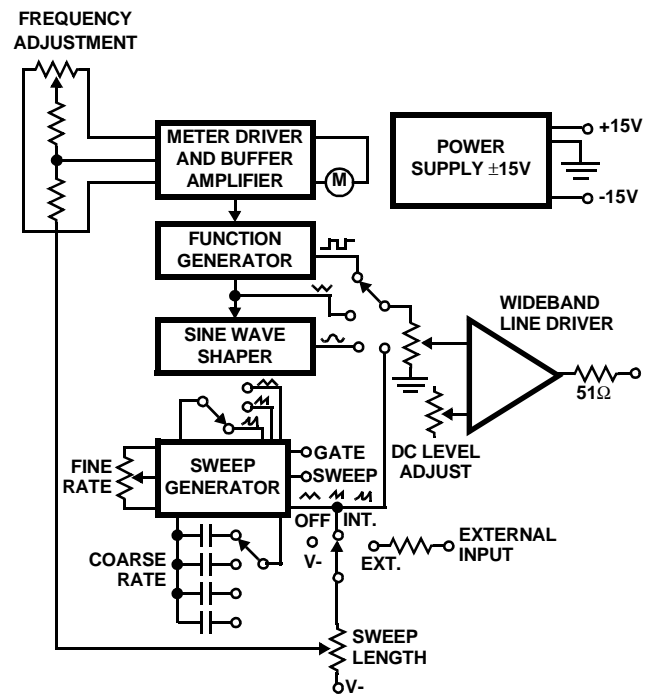 FREQUENCY
ADJUSTMENT
METER DRIVER
AND BUFFER
AMPLIFIER
M
POWER
SUPPLY ±15V
+15V
-15V
FUNCTION
GENERATOR
SINE WAVE
SHAPER
WIDEBAND
LINE DRIVER
51Ω
DC LEVEL
ADJUST
FINE
RATE
SWEEP
GENERATOR
GATE
SWEEP
OFF
INT.
V-
EXT.
EXTERNAL
INPUT
COARSE
RATE
SWEEP
LENGTH
V-